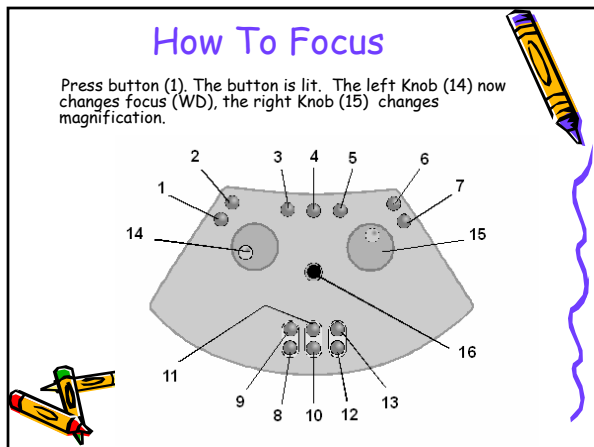 How To Focus
Press button (1). The button is lit. The left Knob (14) now
changes focus (WD), the right Knob (15) changes
magnification.
2 3 4 5 6
1 7
14 15
16
11
9 8 10 12 13